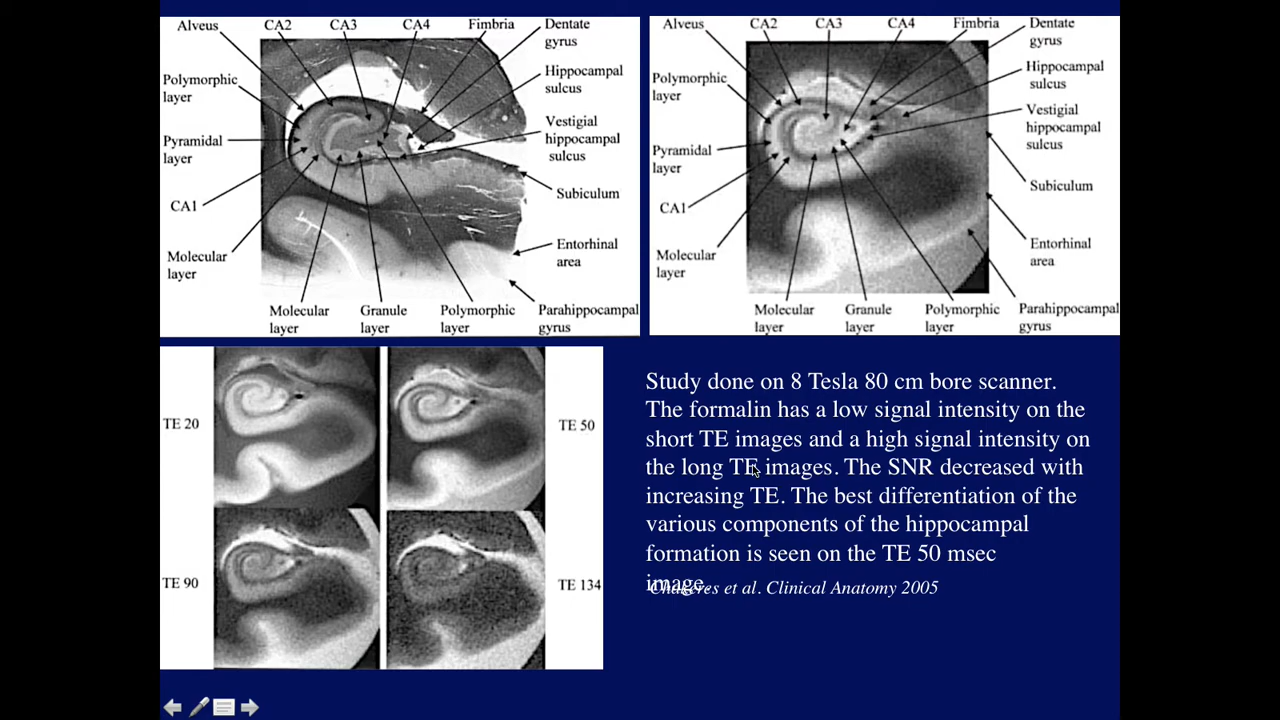 Alveus
CA2
CA3
CA4
Fimbria
Dentate
gyrus
Hippocampal
sulcus
Vestigial
hippocampal
sulcus
Subiculum
Entorhinal
area
Parahippocampal
gyrus
Polymorphic
layer
Pyramidal
layer
CA1
Molecular
layer
Molecular
layer
Granule
layer
Polymorphic
layer
Alveus
CA2
CA3
CA4
Fimbria
Dentate
gyrus
Hippocampal
sulcus
Vestigial
hippocampal
sulcus
Subiculum
Entorhinal
area
Parahippocampal
gyrus
Polymorphic
layer
Pyramidal
layer
CA1
Molecular
layer
Molecular
layer
Granule
layer
Polymorphic
layer
TE 20
TE 50
TE 90
TE 134
Study done on 8 Tesla 80 cm bore scanner.
The formalin has a low signal intensity on the
short TE images and a high signal intensity on
the long TE images. The SNR decreased with
increasing TE. The best differentiation of the
various components of the hippocampal
formation is seen on the TE 50 msec
image.
et al. Clinical Anatomy 2005